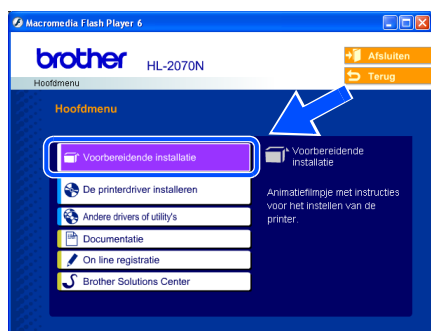 Macromedia Flash Player 6
brother HL-2070N
Afsluiten
Terug
Hoofdmenu
Hoofdmenu
Voorbereidende installatie
De printerdriver installeren
Andere drivers of utility's
Documentatie
On line registratie
Brother Solutions Center
Voorbereidende
installatie
Animatiefilmpje met instructies
voor het instellen van de
printer.